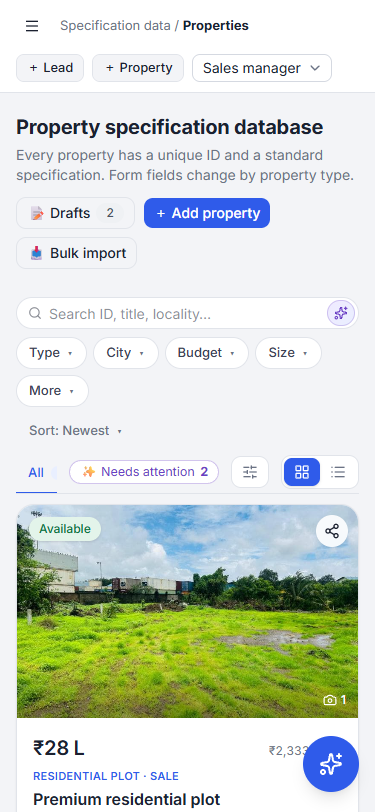 Specification data / Properties
+ Lead
+ Property
Sales manager
Property specification database
Every property has a unique ID and a standard
specification. Form fields change by property type.
Drafts 2
+ Add property
Bulk import
Search ID, title, locality...
Type
City
Budget
Size
More
Sort: Newest
All
Needs attention 2
Available
1
₹28 L
₹2,333
RESIDENTIAL PLOT · SALE
Premium residential plot